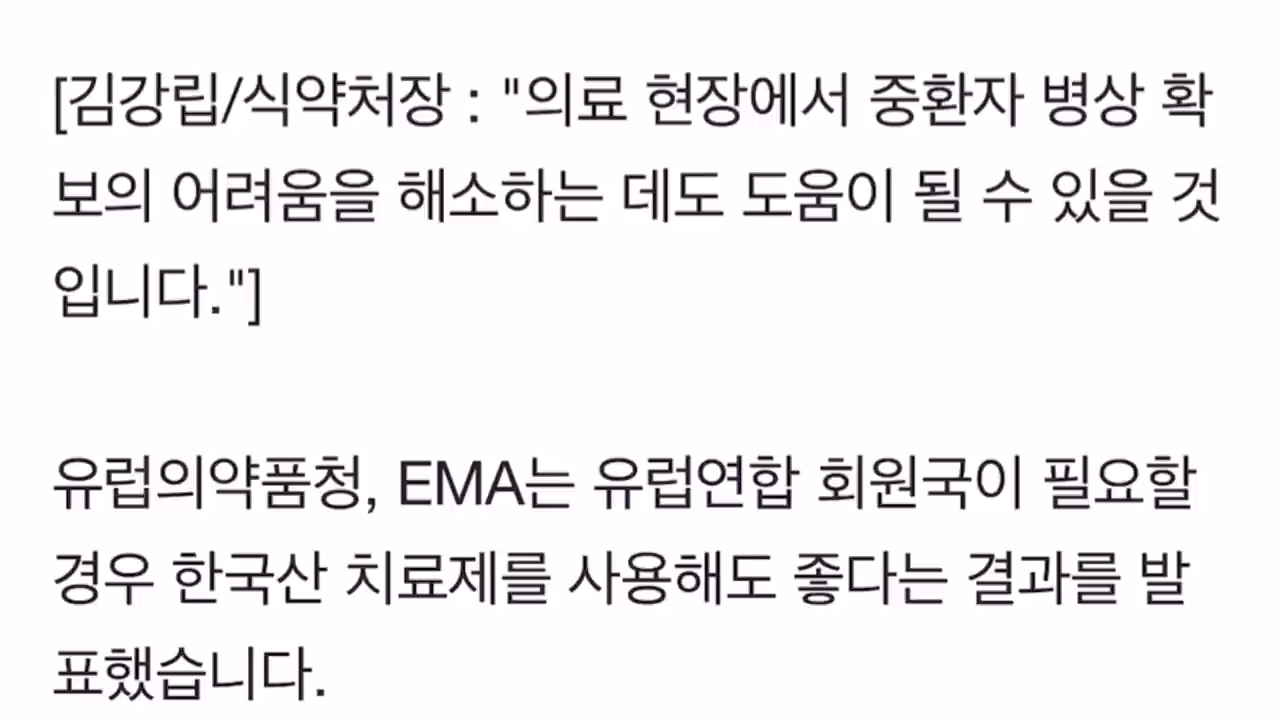 [김강립/식약처장 : "의료 현장에서 중환자 병상 확
보의 어려움을 해소하는 데도 도움이 될 수 있을 것
입니다."]
유럽의약품청, EMA는 유럽연합 회원국이 필요할
경우 한국산 치료제를 사용해도 좋다는 결과를 발
표했습니다.